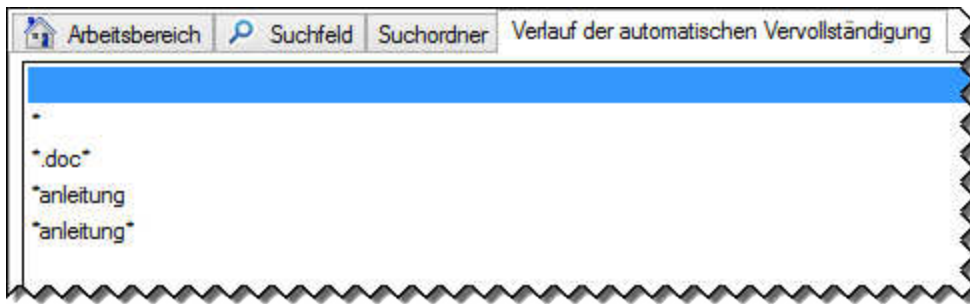 Arbeitsbereich Suchfeld Suchordner Verlauf der automatischen Vervollständigung
*
*.doc*
*anleitung
*anleitung*